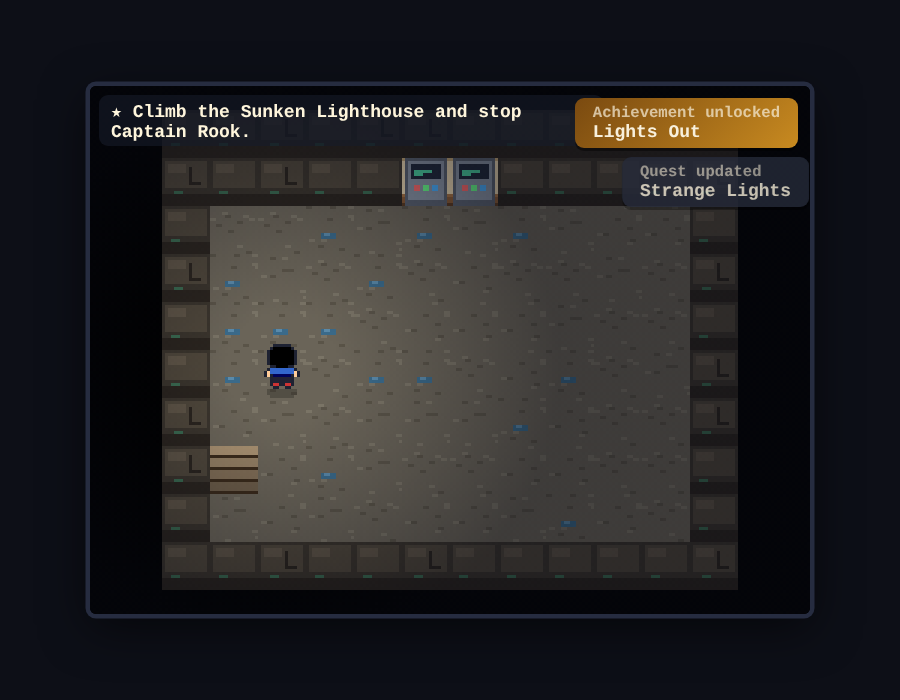 ★ Climb the Sunken Lighthouse and stop
Captain Rook.
Achievement unlocked
Lights Out
Quest updated
Strange Lights